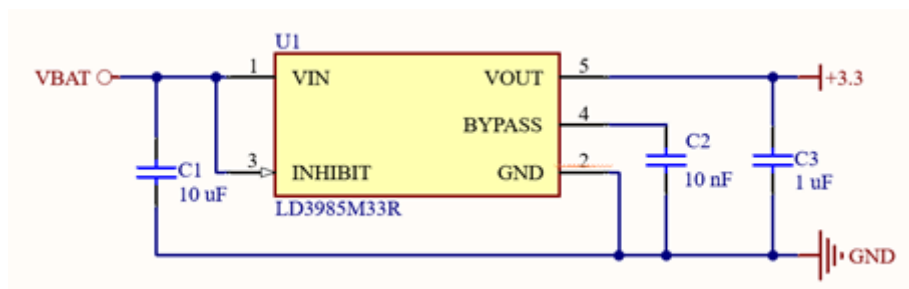 U1
VBAT
1
VIN
VOUT
5
+3.3
BYPASS
4
C2
10 nF
C1
10 uF
3
INHIBIT
GND
2
C3
1 uF
LD3985M33R
GND